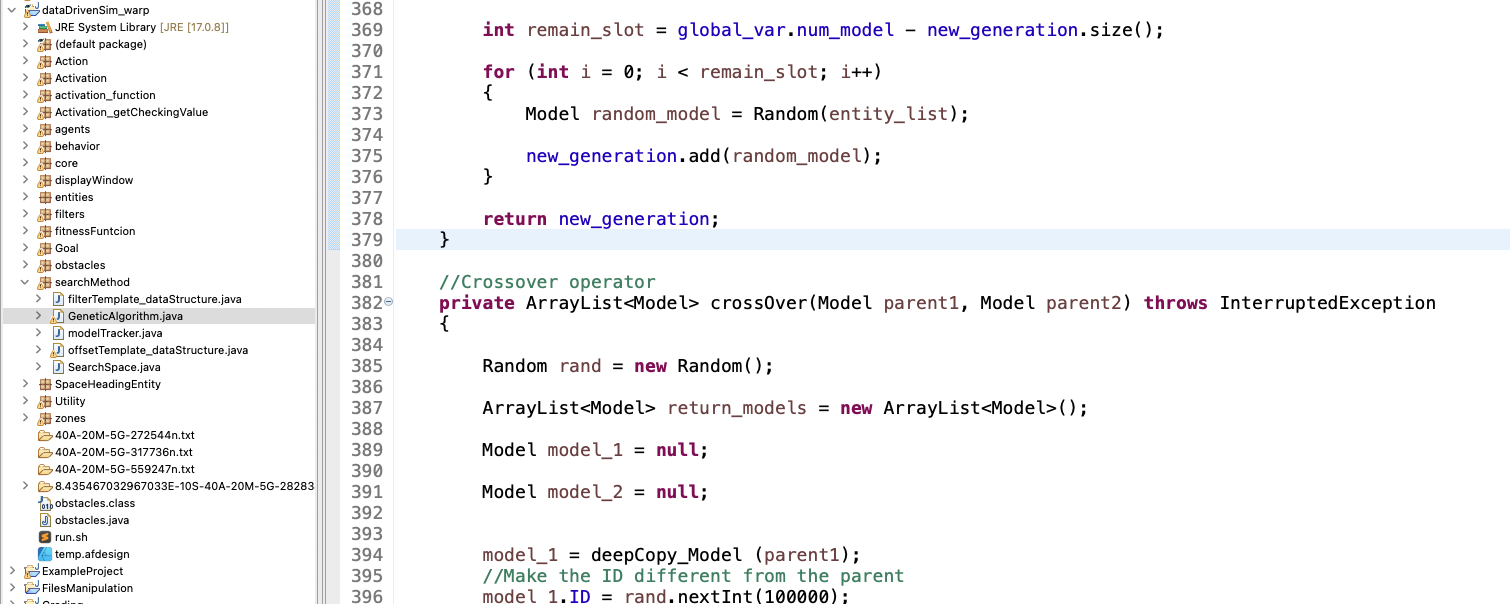 dataDrivenSim_warp
JRE System Library [JRE [17.0.8]]
(default package)
Action
Activation
activation_function
Activation_getCheckingValue
agents
behavior
core
displayWindow
entities
filters
fitnessFuntcion
Goal
obstacles
searchMethod
filterTemplate_dataStructure.java
GeneticAlgorithm.java
modelTracker.java
offsetTemplate_dataStructure.java
SearchSpace.java
SpaceHeadingEntity
Utility
zones
40A-20M-5G-272544n.txt
40A-20M-5G-317736n.txt
40A-20M-5G-559247n.txt
8.435467032967033E-10S-40A-20M-5G-28283
obstacles.class
obstacles.java
run.sh
temp.afdesign
ExampleProject
FilesManipulation
368
369 int remain_slot = global_var.num_model - new_generation.size();
370
371 for (int i = 0; i < remain_slot; i++)
372 {
373 Model random_model = Random(entity_list);
374
375 new_generation.add(random_model);
376 }
377
378 return new_generation;
379 }
380
381 //Crossover operator
382 private ArrayList<Model> crossOver(Model parent1, Model parent2) throws InterruptedException
383 {
384
385 Random rand = new Random();
386
387 ArrayList<Model> return_models = new ArrayList<Model>();
388
389 Model model_1 = null;
390
391 Model model_2 = null;
392
393
394 model_1 = deepCopy_Model (parent1);
395 //Make the ID different from the parent
396 model_1.ID = rand.nextInt(100000);